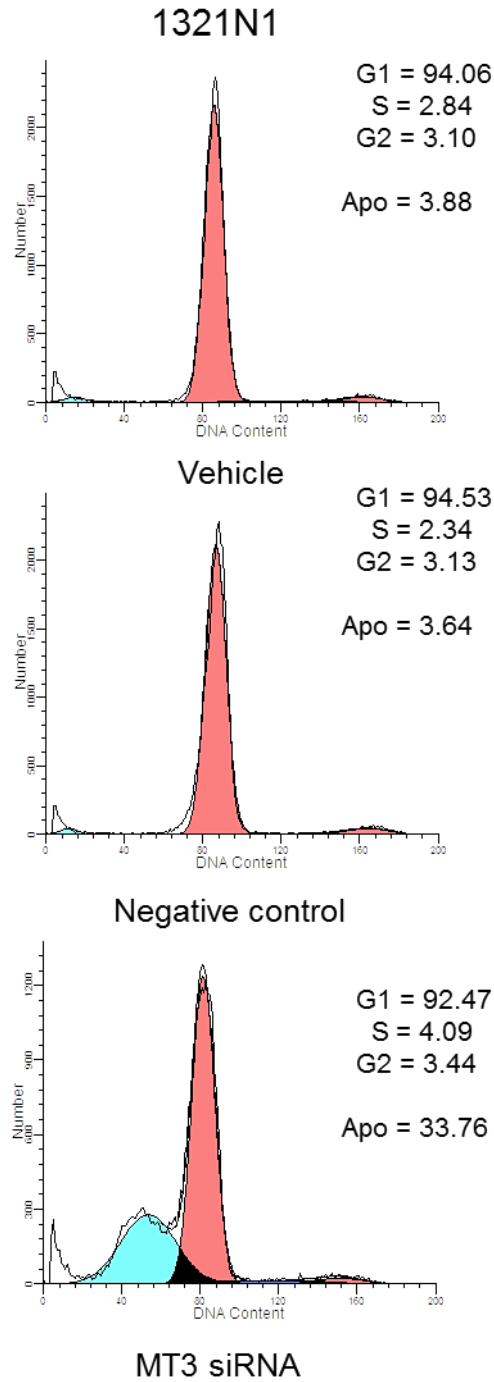 1321N1
G1 = 94.06
S = 2.84
G2 = 3.10
Apo = 3.88
Number
0 500 1000 1500 2000
0 40 80 120 160 200
DNA Content
Vehicle
G1 = 94.53
S = 2.34
G2 = 3.13
Apo = 3.64
Number
0 500 1000 1500 2000
0 40 80 120 160 200
DNA Content
Negative control
G1 = 92.47
S = 4.09
G2 = 3.44
Apo = 33.76
Number
0 300 600 900 1200
0 40 80 120 160 200
DNA Content
MT3 siRNA